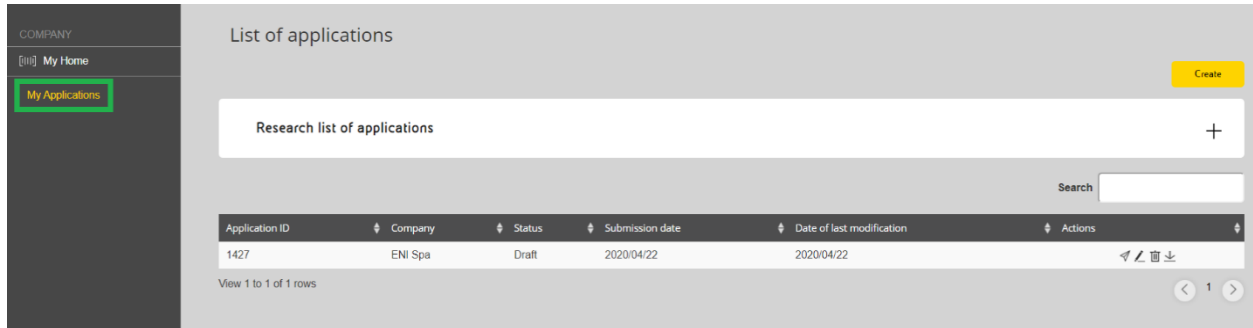 COMPANY
My Home
My Applications
List of applications
Create
Research list of applications
Search
Application ID Company Status Submission date Date of last modification Actions
1427 ENI Spa Draft 2020/04/22 2020/04/22
View 1 to 1 of 1 rows
1